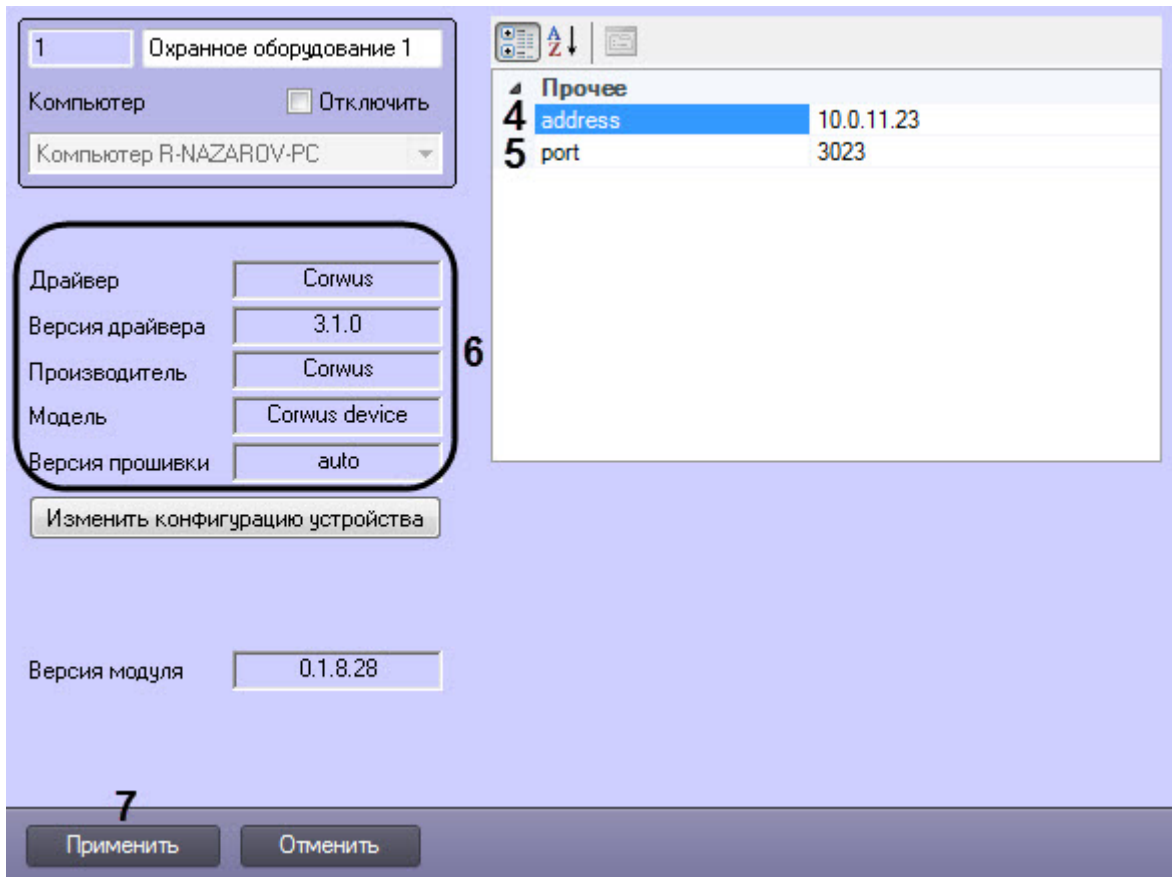 1 Охранное оборудование 1
Компьютер Отключить
Компьютер R-NAZAROV-PC
Драйвер Corwus
Версия драйвера 3.1.0
Производитель Corwus
Модель Corwus device
Версия прошивки auto
6
Изменить конфигурацию устройства
Версия модуля 0.1.8.28
A Z
Прочее
4 address 10.0.11.23
5 port 3023
7
Применить Отменить